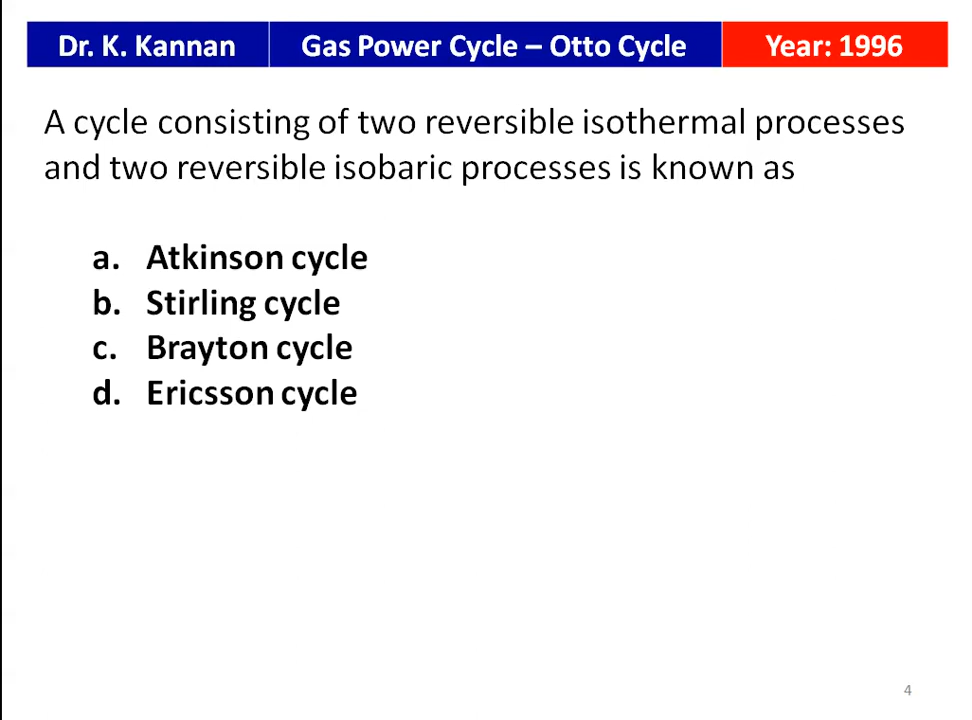 Dr. K. Kannan Gas Power Cycle – Otto Cycle Year: 1996
A cycle consisting of two reversible isothermal processes
and two reversible isobaric processes is known as
a. Atkinson cycle
b. Stirling cycle
c. Brayton cycle
d. Ericsson cycle
4